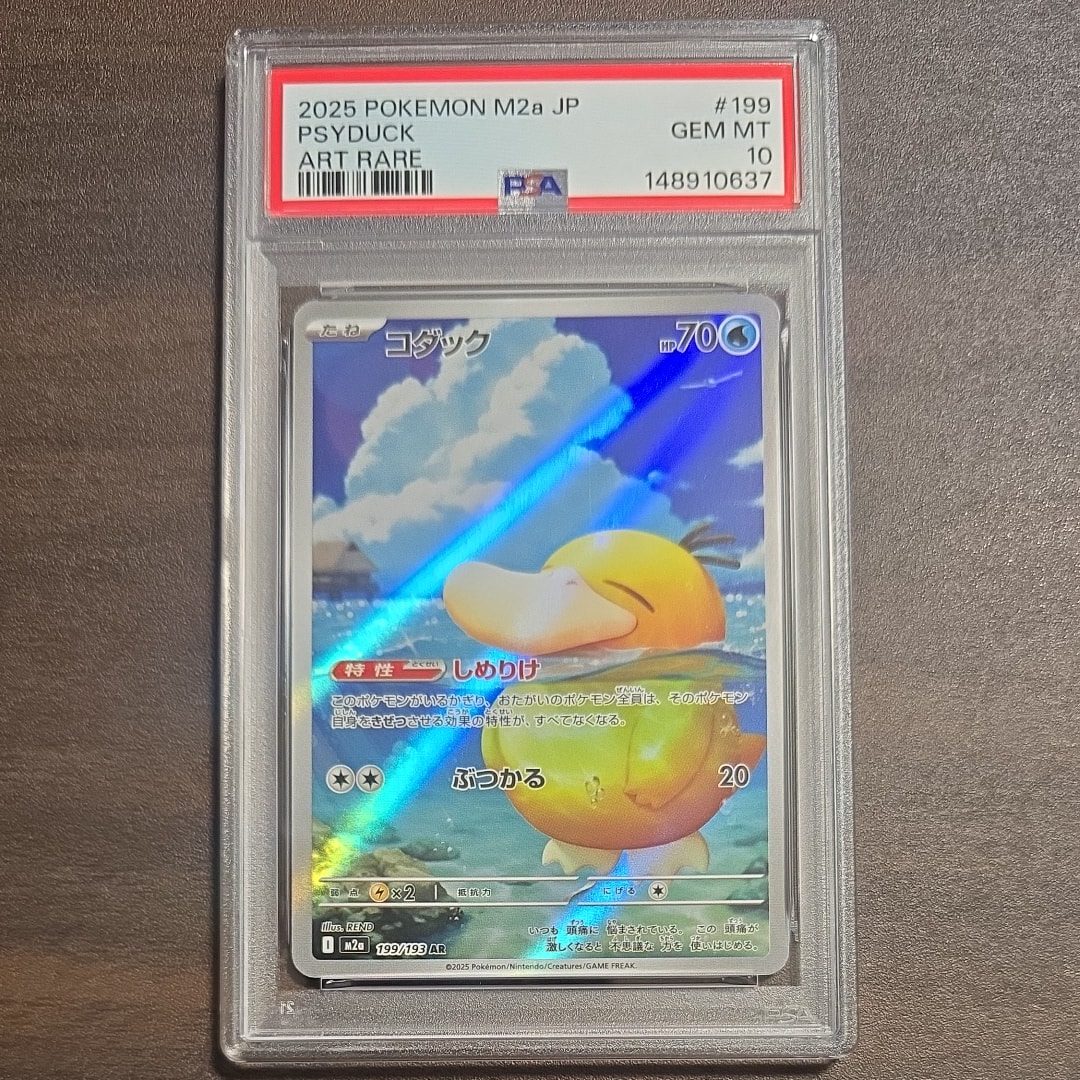 2025 POKEMON M2a JP #199
PSYDUCK GEM MT
ART RARE 10
PSA 148910637
たね コダック HP 70
特性 とくせい しめりけ
このポケモンがいるかぎり、おたがいのポケモン全員は、そのポケモン
自身をきぜつさせる効果の特性が、すべてなくなる。
ぶつかる 20
弱点 ×2 抵抗力 にげる
Illus. REND
いつも 頭痛に 悩まされている。 この 頭痛が
激しくなると 不思議な 力を 使いはじめる。
m2a 199/193 AR
©2025 Pokémon/Nintendo/Creatures/GAME FREAK.
PSA